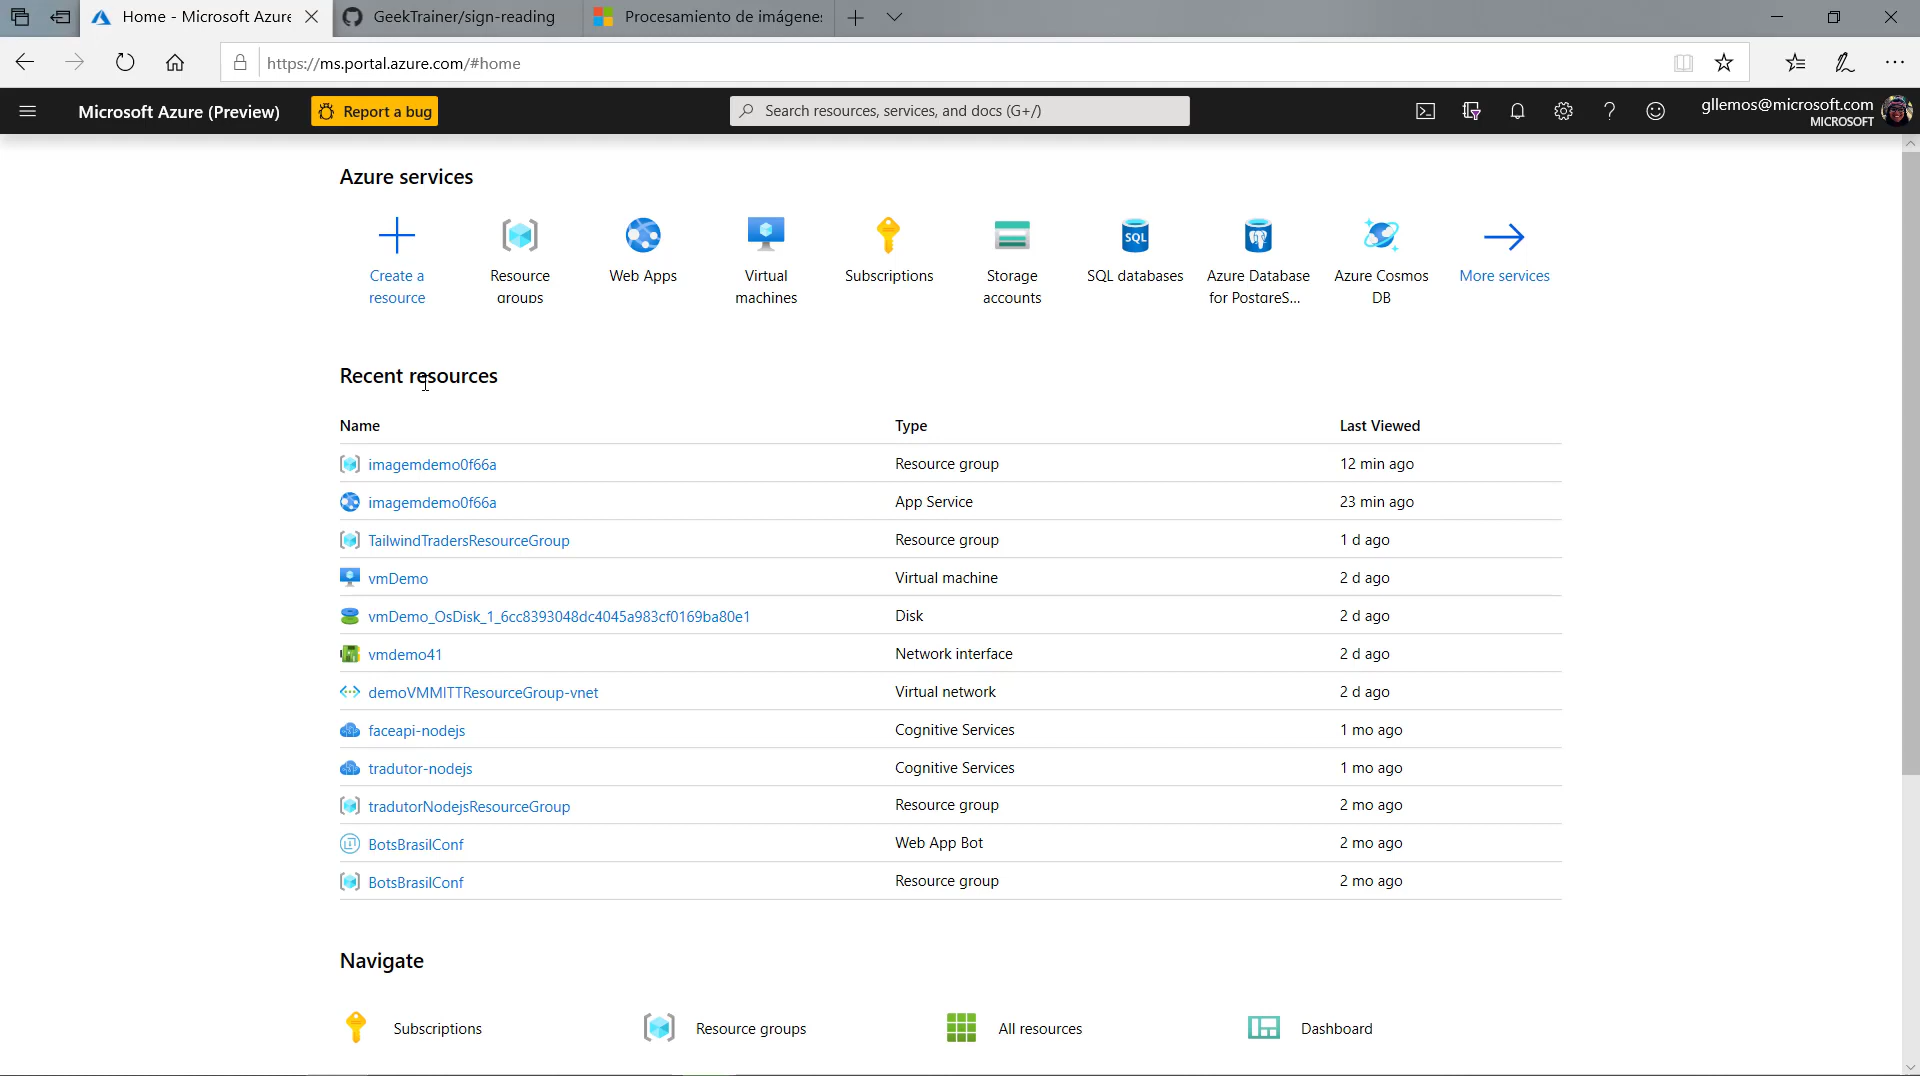 Home - Microsoft Azure
GeekTrainer/sign-reading
Procesamiento de imágenes
https://ms.portal.azure.com/#home
Microsoft Azure (Preview)
Report a bug
Search resources, services, and docs (G+/)
gllemos@microsoft.com
MICROSOFT
Azure services
Create a
resource
Resource
groups
Web Apps
Virtual
machines
Subscriptions
Storage
accounts
SQL
SQL databases
Azure Database
for PostgreS...
Azure Cosmos
DB
More services
Recent resources
Name Type Last Viewed
imagemdemo0f66a Resource group 12 min ago
imagemdemo0f66a App Service 23 min ago
TailwindTradersResourceGroup Resource group 1 d ago
vmDemo Virtual machine 2 d ago
vmDemo_OsDisk_1_6cc8393048dc4045a983cf0169ba80e1 Disk 2 d ago
vmdemo41 Network interface 2 d ago
demoVMMITTResourceGroup-vnet Virtual network 2 d ago
faceapi-nodejs Cognitive Services 1 mo ago
tradutor-nodejs Cognitive Services 1 mo ago
tradutorNodejsResourceGroup Resource group 2 mo ago
BotsBrasilConf Web App Bot 2 mo ago
BotsBrasilConf Resource group 2 mo ago
Navigate
Subscriptions Resource groups All resources Dashboard